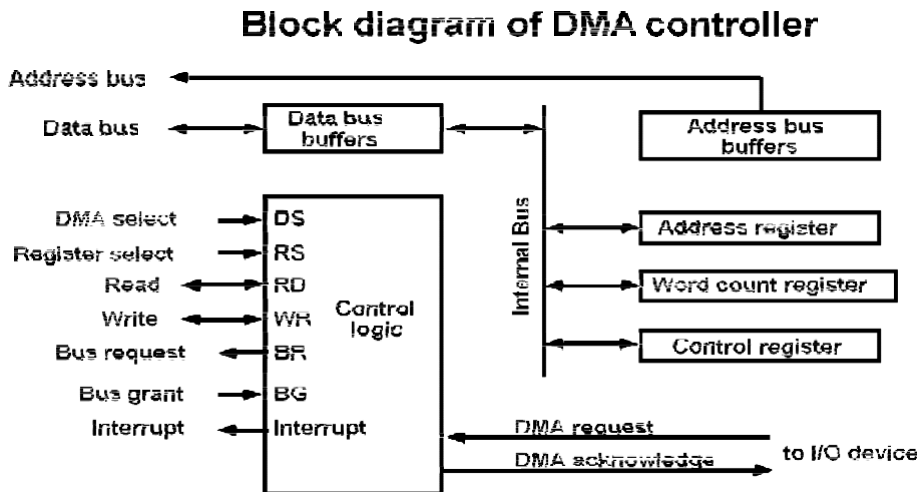 Block diagram of DMA controller
Address bus
Data bus
Data bus
buffers
Address bus
buffers
DMA select
DS
Register select
RS
Read
RD
Write
WR
Bus request
BR
Bus grant
BG
Interrupt
Interrupt
Control
logic
Internal Bus
Address register
Word count register
Control register
DMA request
DMA acknowledge
to I/O device